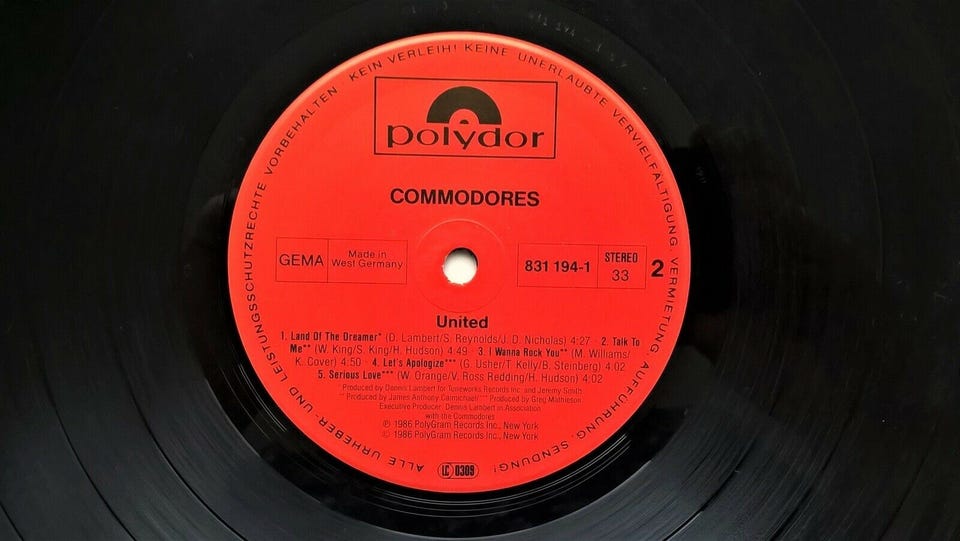 ALLE URHEBER- UND LEISTUNGSSCHUTZRECHTE VORBEHALTEN KEIN VERLEIH! KEINE UNERLAUBTE VERVIELFÄLTIGUNG, VERMIETUNG, AUFFÜHRUNG, SENDUNG!
polydor
COMMODORES
GEMA
Made in
West Germany
831 194-1
STEREO
33
2
United
1. Land Of The Dreamer* (D. Lambert/S. Reynolds/J. D. Nicholas) 4:27 · 2. Talk To
Me** (W. King/S. King/H. Hudson) 4:49 · 3. I Wanna Rock You** (M. Williams/
K. Cover) 4:50 · 4. Let's Apologize*** (G. Usher/T. Kelly/B. Steinberg) 4:02
5. Serious Love*** (W. Orange/V. Ross Redding/H. Hudson) 4:02
*Produced by Dennis Lambert for Tuneworks Records Inc. and Jeremy Smith
**Produced by James Anthony Carmichael/***Produced by Greg Mathieson
Executive Producer: Dennis Lambert in Association
with the Commodores
℗ 1986 PolyGram Records Inc., New York
© 1986 PolyGram Records Inc., New York
LC 0309